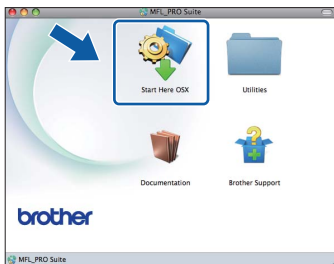 MFL_PRO Suite
Start Here OSX
Utilities
Documentation
Brother Support
brother
MFL_PRO Suite